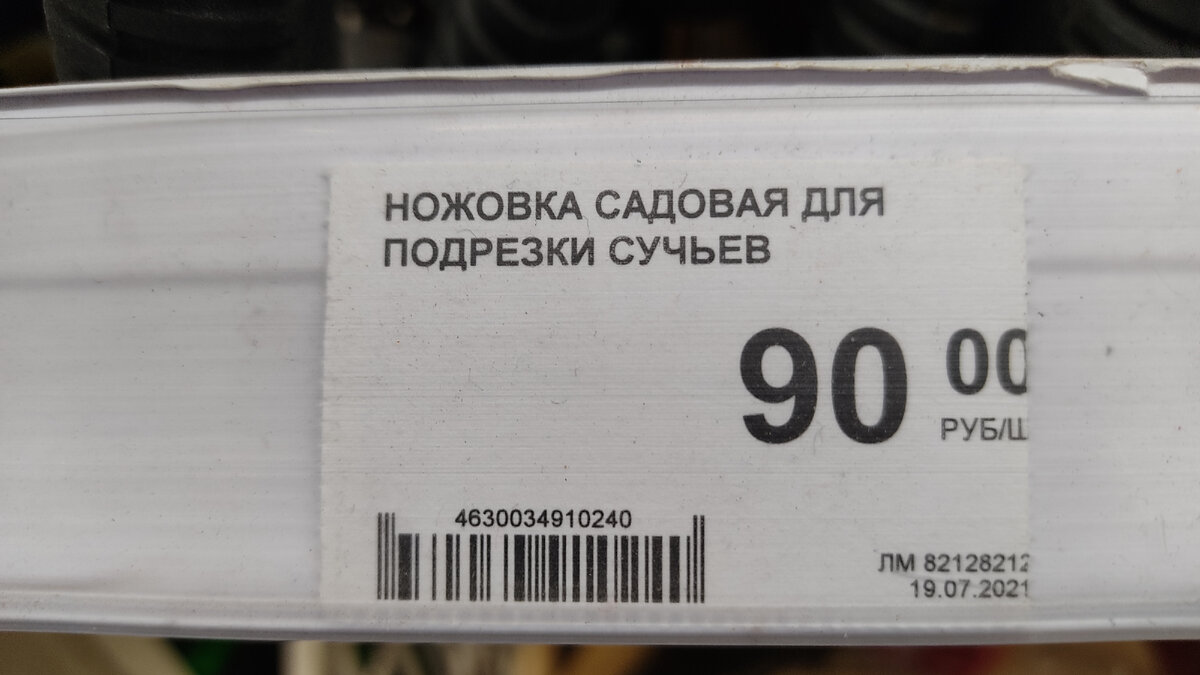 НОЖОВКА САДОВАЯ ДЛЯ
ПОДРЕЗКИ СУЧЬЕВ
90 00
РУБ/Ш
4630034910240
ЛМ 82128212
19.07.2021